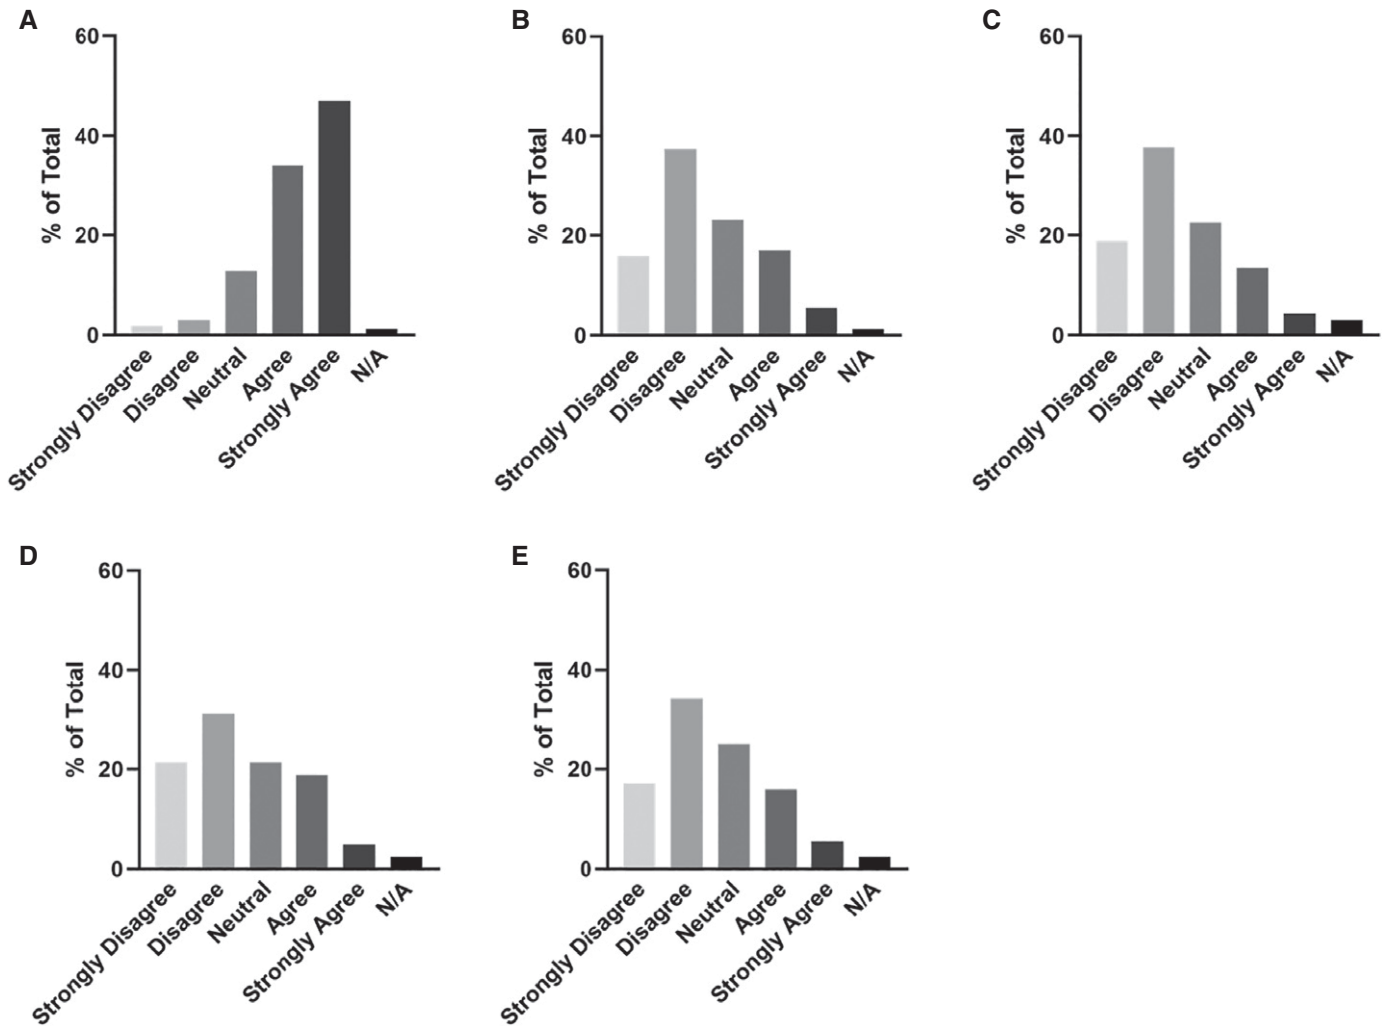 A
60
40
20
0
% of Total
Strongly Disagree
Disagree
Neutral
Agree
Strongly Agree
N/A
B
60
40
20
0
% of Total
Strongly Disagree
Disagree
Neutral
Agree
Strongly Agree
N/A
C
60
40
20
0
% of Total
Strongly Disagree
Disagree
Neutral
Agree
Strongly Agree
N/A
D
60
40
20
0
% of Total
Strongly Disagree
Disagree
Neutral
Agree
Strongly Agree
N/A
E
60
40
20
0
% of Total
Strongly Disagree
Disagree
Neutral
Agree
Strongly Agree
N/A